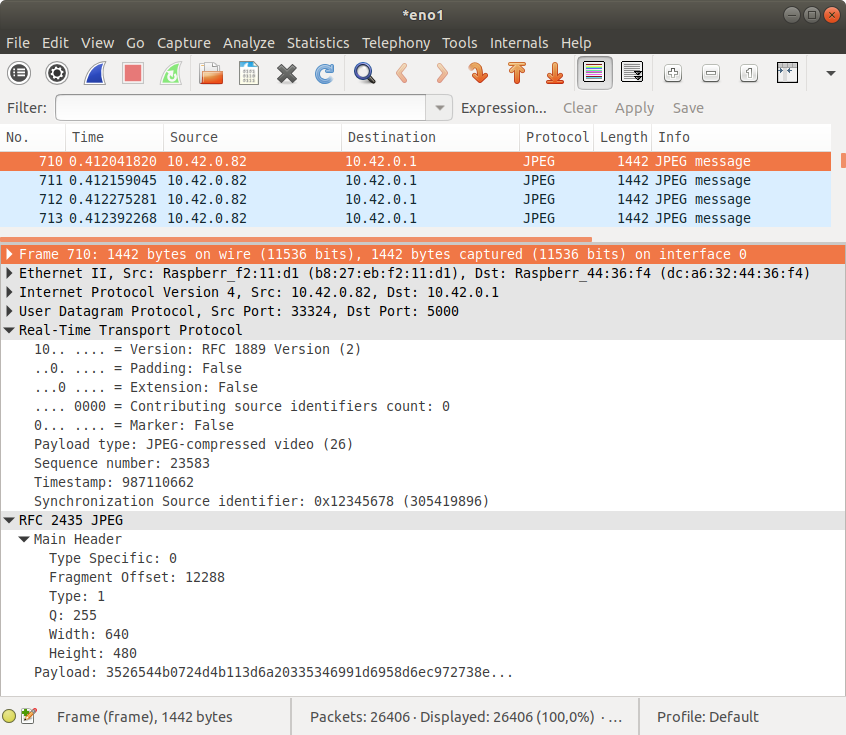 *eno1
File Edit View Go Capture Analyze Statistics Telephony Tools Internals Help
Filter: Expression... Clear Apply Save
No. Time Source Destination Protocol Length Info
710 0.412041820 10.42.0.82 10.42.0.1 JPEG 1442 JPEG message
711 0.412159045 10.42.0.82 10.42.0.1 JPEG 1442 JPEG message
712 0.412275281 10.42.0.82 10.42.0.1 JPEG 1442 JPEG message
713 0.412392268 10.42.0.82 10.42.0.1 JPEG 1442 JPEG message
Frame 710: 1442 bytes on wire (11536 bits), 1442 bytes captured (11536 bits) on interface 0
Ethernet II, Src: Raspberr_f2:11:d1 (b8:27:eb:f2:11:d1), Dst: Raspberr_44:36:f4 (dc:a6:32:44:36:f4)
Internet Protocol Version 4, Src: 10.42.0.82, Dst: 10.42.0.1
User Datagram Protocol, Src Port: 33324, Dst Port: 5000
Real-Time Transport Protocol
10.. .... = Version: RFC 1889 Version (2)
..0. .... = Padding: False
...0 .... = Extension: False
.... 0000 = Contributing source identifiers count: 0
0... .... = Marker: False
Payload type: JPEG-compressed video (26)
Sequence number: 23583
Timestamp: 987110662
Synchronization Source identifier: 0x12345678 (305419896)
RFC 2435 JPEG
Main Header
Type Specific: 0
Fragment Offset: 12288
Type: 1
Q: 255
Width: 640
Height: 480
Payload: 3526544b0724d4b113d6a20335346991d6958d6ec972738e...
Frame (frame), 1442 bytes Packets: 26406 · Displayed: 26406 (100,0%) · ... Profile: Default